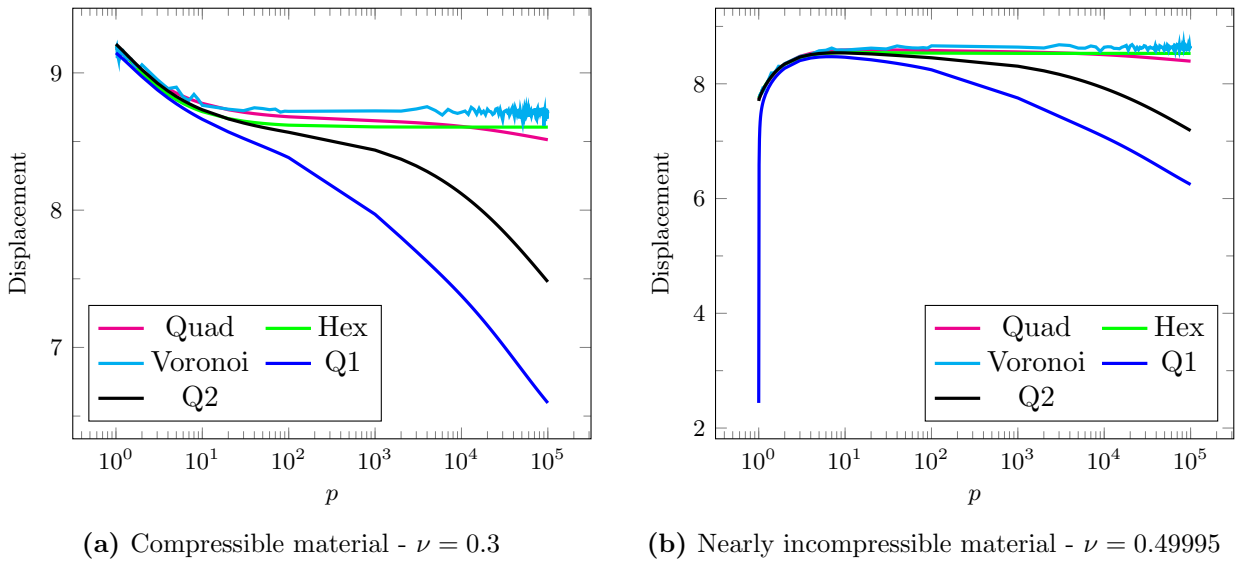 9
8
7
Displacement
10^0
10^1
10^2
10^3
10^4
10^5
p
Quad
Hex
Voronoi
Q1
Q2
(a) Compressible material - ν = 0.3
8
6
4
2
Displacement
10^0
10^1
10^2
10^3
10^4
10^5
p
Quad
Hex
Voronoi
Q1
Q2
(b) Nearly incompressible material - ν = 0.49995